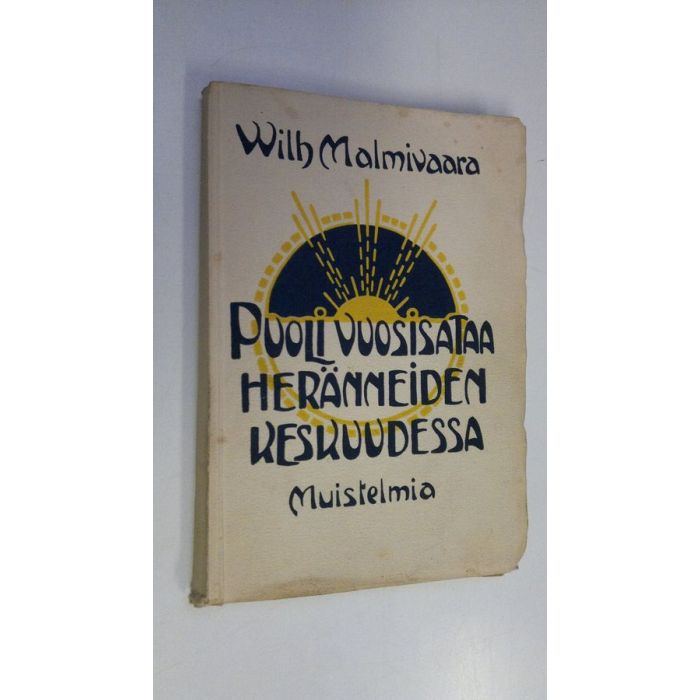 Wilh Malmivaara
PUOLI VUOSISATAA
HERÄNNEIDEN
KESKUUDESSA
Muistelmia